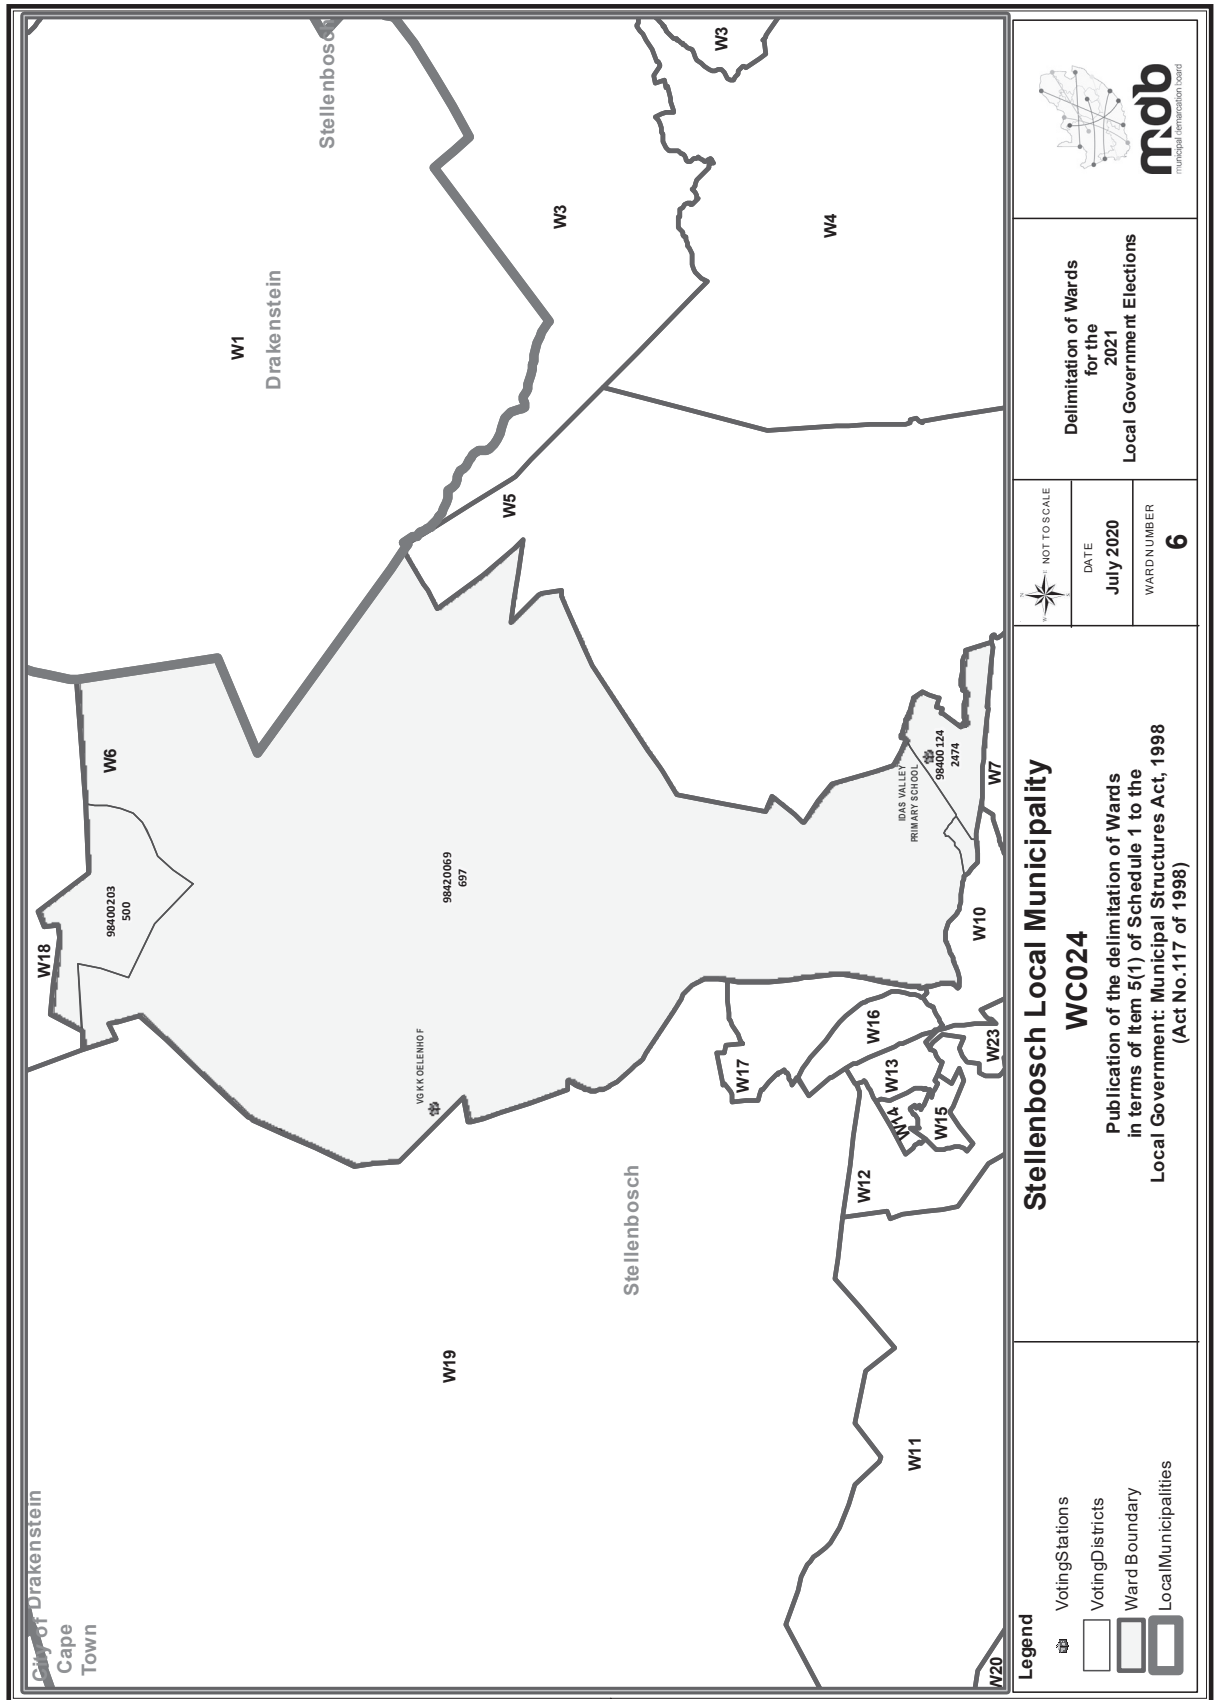 City of Drakenstein
Cape
Town
Stellenbosch
W1
Drakenstein
W3
W3
W4
W5
W6
98400203
500
W18
98420069
697
VGK KOELENHOF
IDAS VALLEY
PRIMARY SCHOOL
98400124
2474
W7
W10
W17
W16
W13
W14
W15
W23
W12
Stellenbosch
W19
W11
W20
Legend
VotingStations
VotingDistricts
Ward Boundary
LocalMunicipalities
Stellenbosch Local Municipality
WC024
Publication of the delimitation of Wards
in terms of Item 5(1) of Schedule 1 to the
Local Government: Municipal Structures Act, 1998
(Act No.117 of 1998)
N
W
E
S
NOT TO SCALE
DATE
July 2020
WARD NUMBER
6
Delimitation of Wards
for the
2021
Local Government Elections
mdb
municipal demarcation board